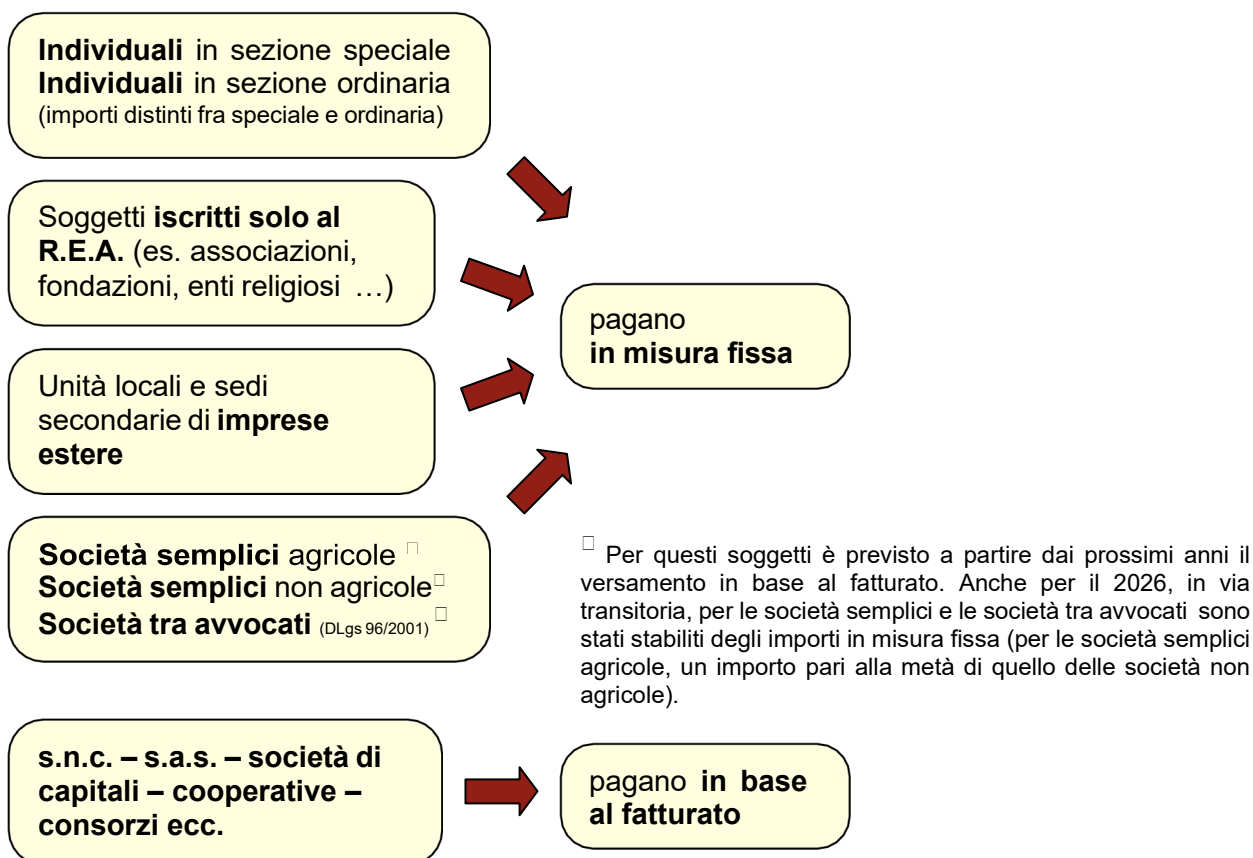 Individuali in sezione speciale
Individuali in sezione ordinaria
(importi distinti fra speciale e ordinaria)
Soggetti iscritti solo al
R.E.A. (es. associazioni,
fondazioni, enti religiosi …)
pagano
in misura fissa
Unità locali e sedi
secondarie di imprese
estere
Società semplici agricole □
Società semplici non agricole□
Società tra avvocati (DLgs 96/2001) □
□ Per questi soggetti è previsto a partire dai prossimi anni il
versamento in base al fatturato. Anche per il 2026, in via
transitoria, per le società semplici e le società tra avvocati sono
stati stabiliti degli importi in misura fissa (per le società semplici
agricole, un importo pari alla metà di quello delle società non
agricole).
s.n.c. – s.a.s. – società di
capitali – cooperative –
consorzi ecc.
pagano in base
al fatturato